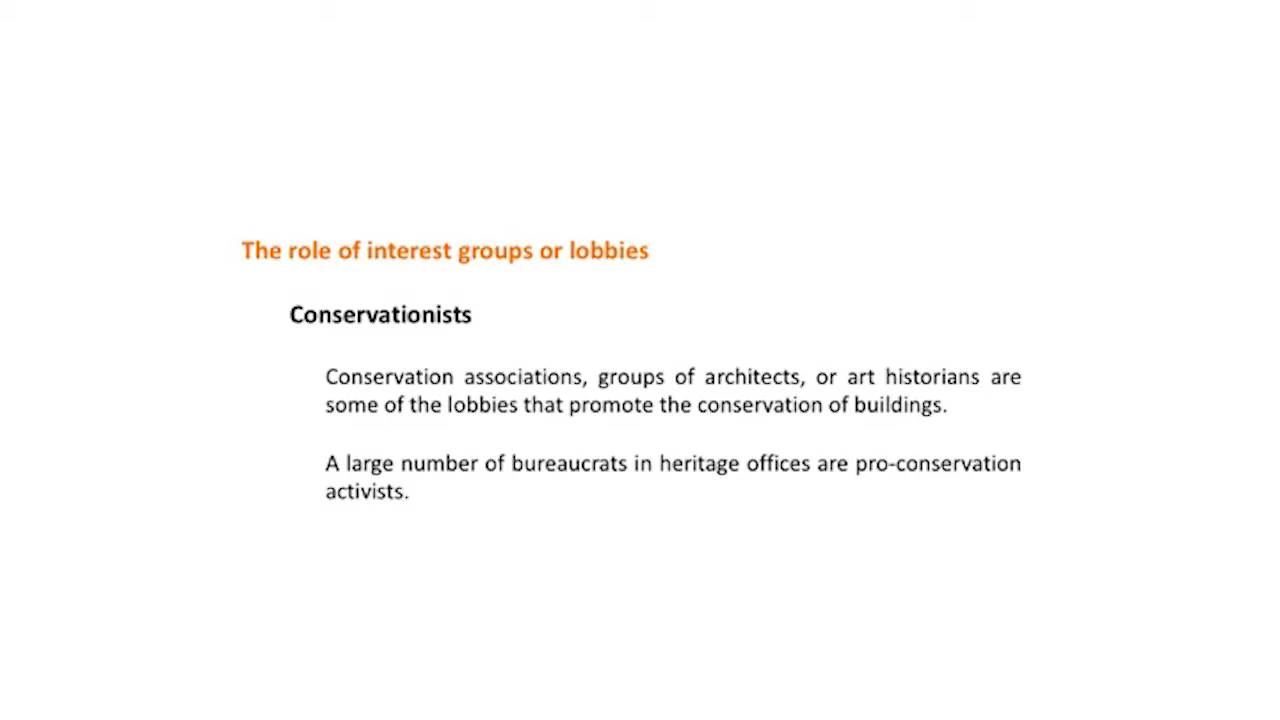 The role of interest groups or lobbies
Conservationists
Conservation associations, groups of architects, or art historians are
some of the lobbies that promote the conservation of buildings.
A large number of bureaucrats in heritage offices are pro-conservation
activists.